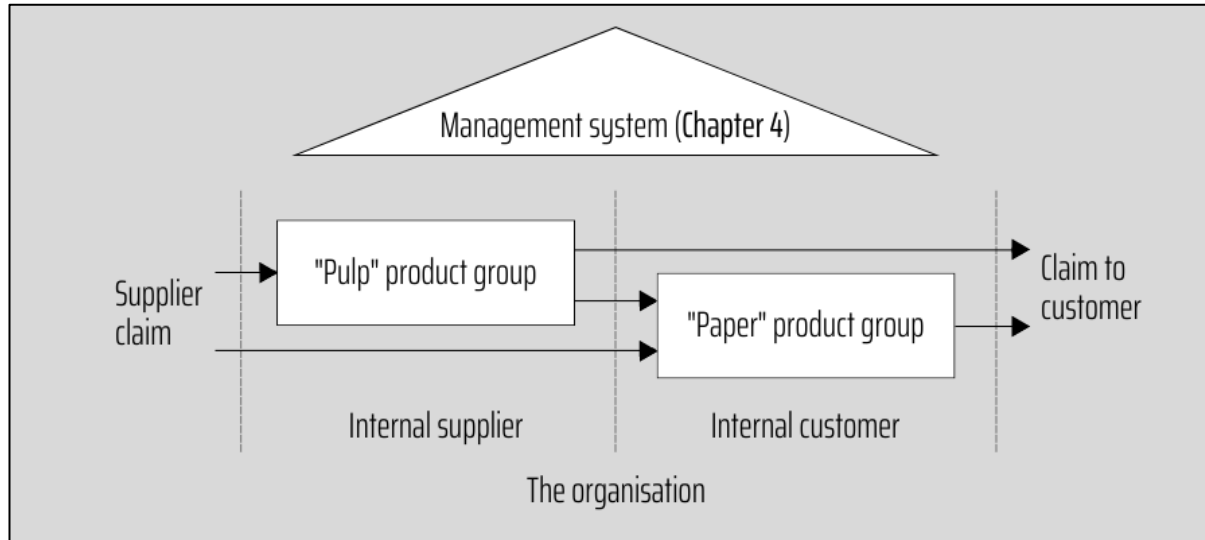 Management system (Chapter 4)
"Pulp" product group
Supplier
claim
"Paper" product group
Claim to
customer
Internal supplier
Internal customer
The organisation